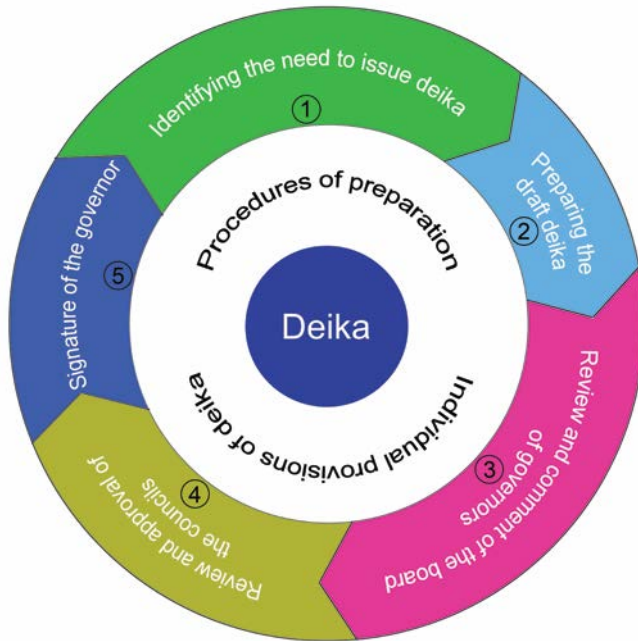 Identifying the need to issue deika
①
Preparing the
draft deika
②
Review and comment of the board
of governors
③
Review and approval of
the councils
④
Signature of the governor
⑤
Procedures of preparation
Individual provisions of deika
Deika